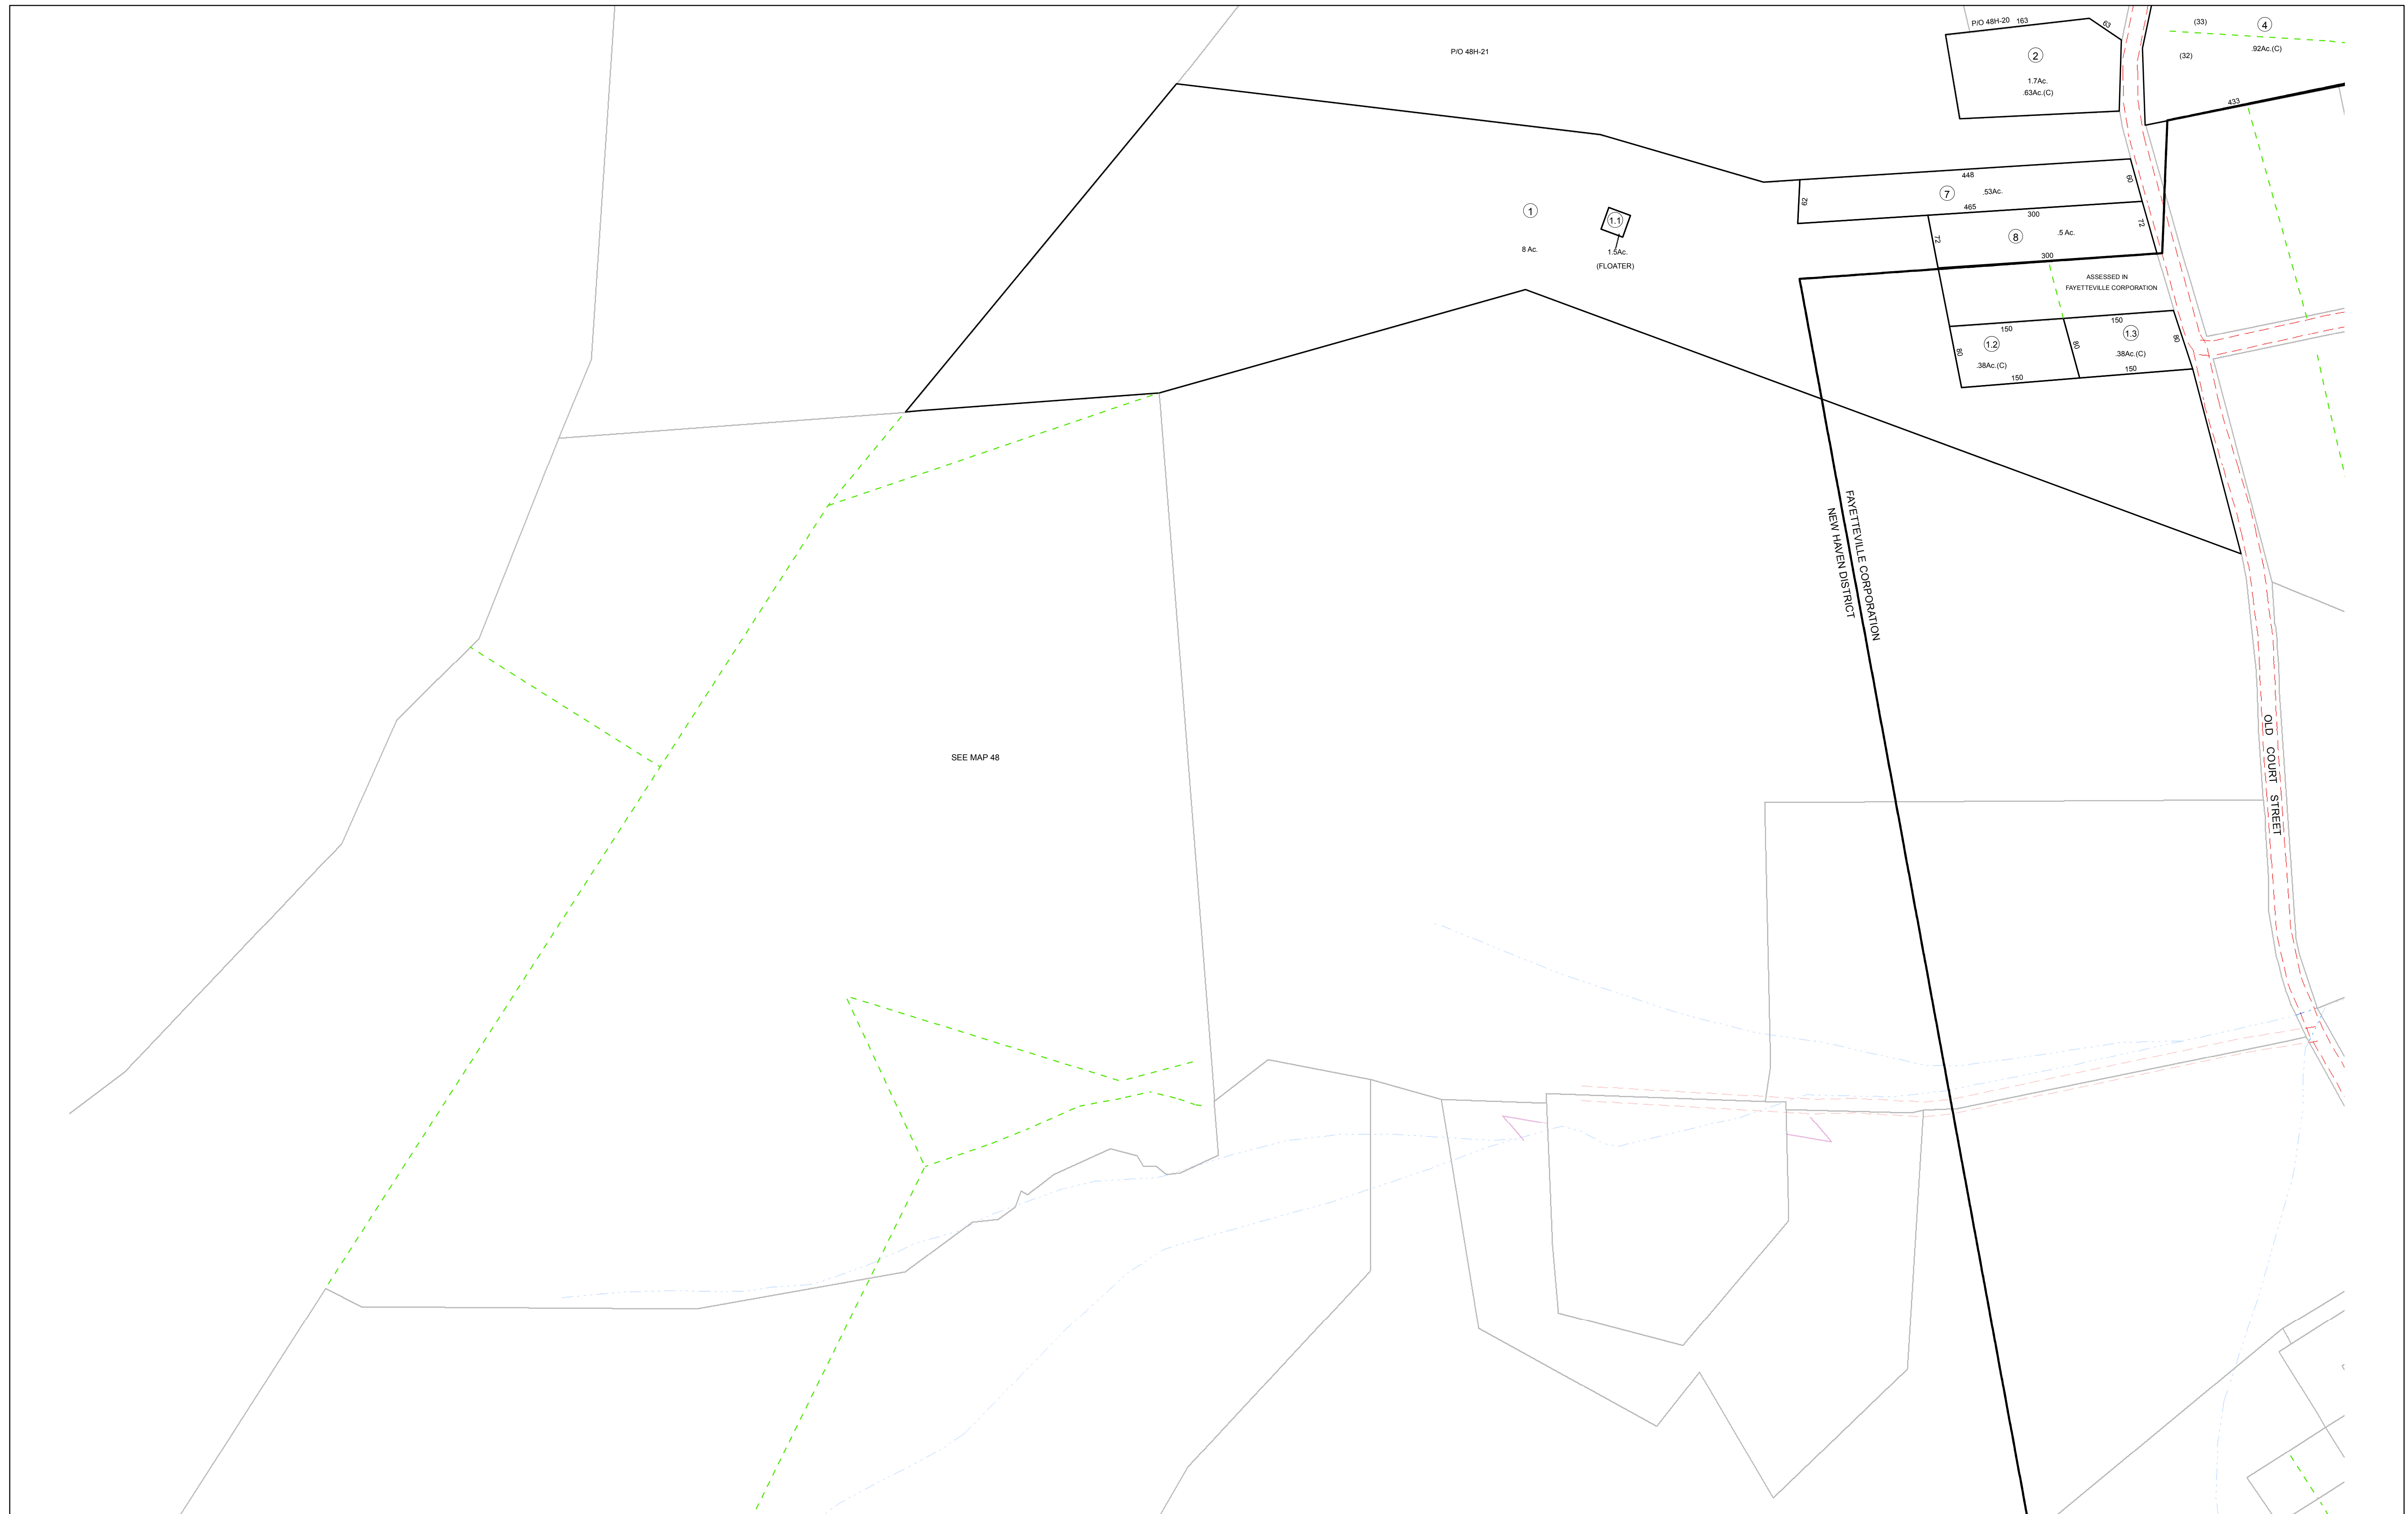 P/O 48H-20 163
63
(33)
4
P/O 48H-21
2
(32)
.92Ac.(C)
1.7Ac.
.63Ac.(C)
433
448
60
7
.53Ac.
62
465
300
1
1.1
72
8
.5 Ac.
72
8 Ac.
1.5Ac.
(FLOATER)
300
ASSESSED IN
FAYETTEVILLE CORPORATION
150
150
1.2
1.3
80
80
80
.38Ac.(C)
.38Ac.(C)
150
150
FAYETTEVILLE CORPORATION
NEW HAVEN DISTRICT
OLD COURT STREET
SEE MAP 48